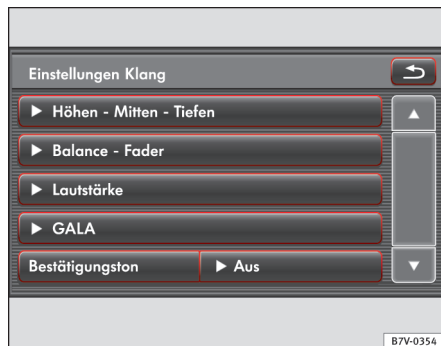 Einstellungen Klang
Höhen - Mitten - Tiefen
Balance - Fader
Lautstärke
GALA
Bestätigungston Aus
B7V-0354